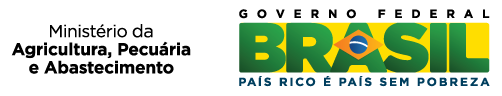 Ministério da
Agricultura, Pecuária
e Abastecimento
GOVERNO FEDERAL
BRASIL
PAÍS RICO É PAÍS SEM POBREZA